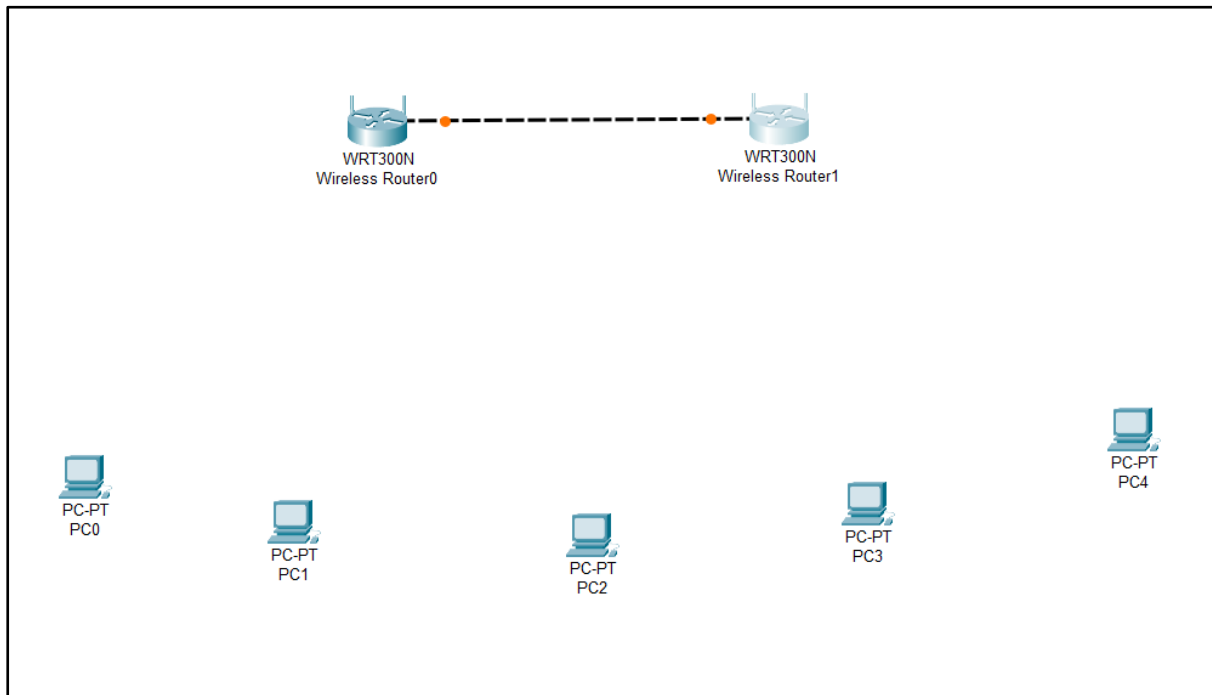 WRT300N
Wireless Router0
WRT300N
Wireless Router1
PC-PT
PC0
PC-PT
PC1
PC-PT
PC2
PC-PT
PC3
PC-PT
PC4